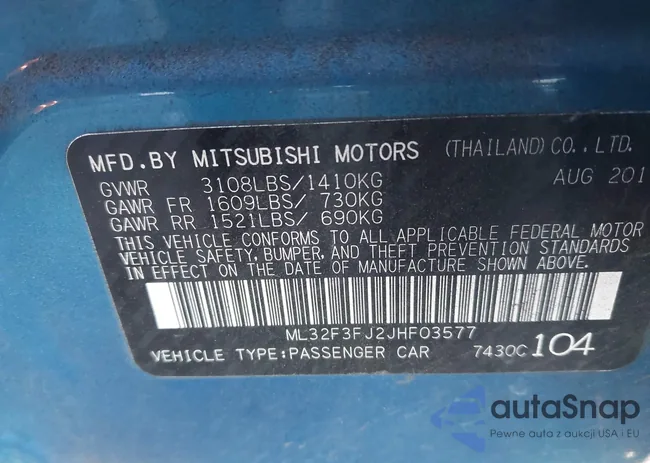 MFD.BY MITSUBISHI MOTORS (THAILAND) CO.,LTD.
GVWR 3108LBS/1410KG AUG 201
GAWR FR 1609LBS/ 730KG
GAWR RR 1521LBS/ 690KG
THIS VEHICLE CONFORMS TO ALL APPLICABLE FEDERAL MOTOR
VEHICLE SAFETY, BUMPER, AND THEFT PREVENTION STANDARDS
IN EFFECT ON THE DATE OF MANUFACTURE SHOWN ABOVE.
ML32F3FJ2JHF03577
VEHICLE TYPE:PASSENGER CAR 7430C 104
autoSnap
Pewne auta z aukcji USA i EU